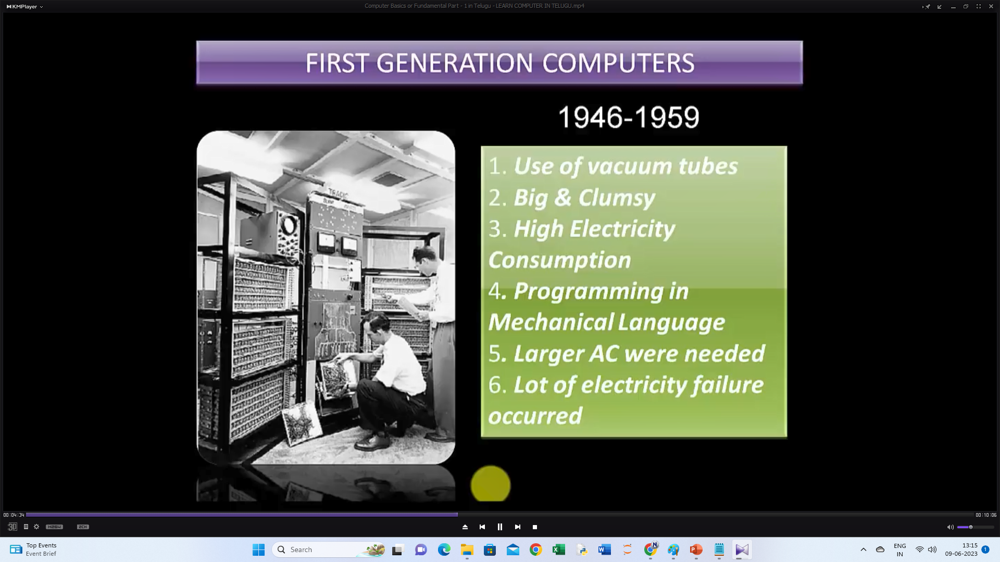 KMPlayer
Computer Basics or Fundamental Part - 1 in Telugu - LEARN COMPUTER IN TELUGU.mp4
FIRST GENERATION COMPUTERS
1946-1959
TRADIC
1. Use of vacuum tubes
2. Big & Clumsy
3. High Electricity
Consumption
4. Programming in
Mechanical Language
5. Larger AC were needed
6. Lot of electricity failure
occurred
00:04:34
00:10:06
3D
H264
2CH
Top Events
Event Brief
Search
N
ENG
IN
13:15
09-06-2023
1